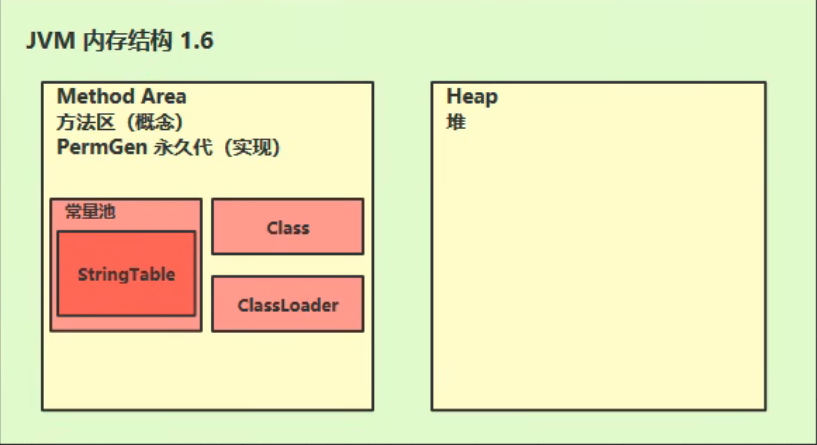 JVM 内存结构 1.6
Method Area
方法区（概念）
PermGen 永久代（实现）
常量池
StringTable
Class
ClassLoader
Heap
堆